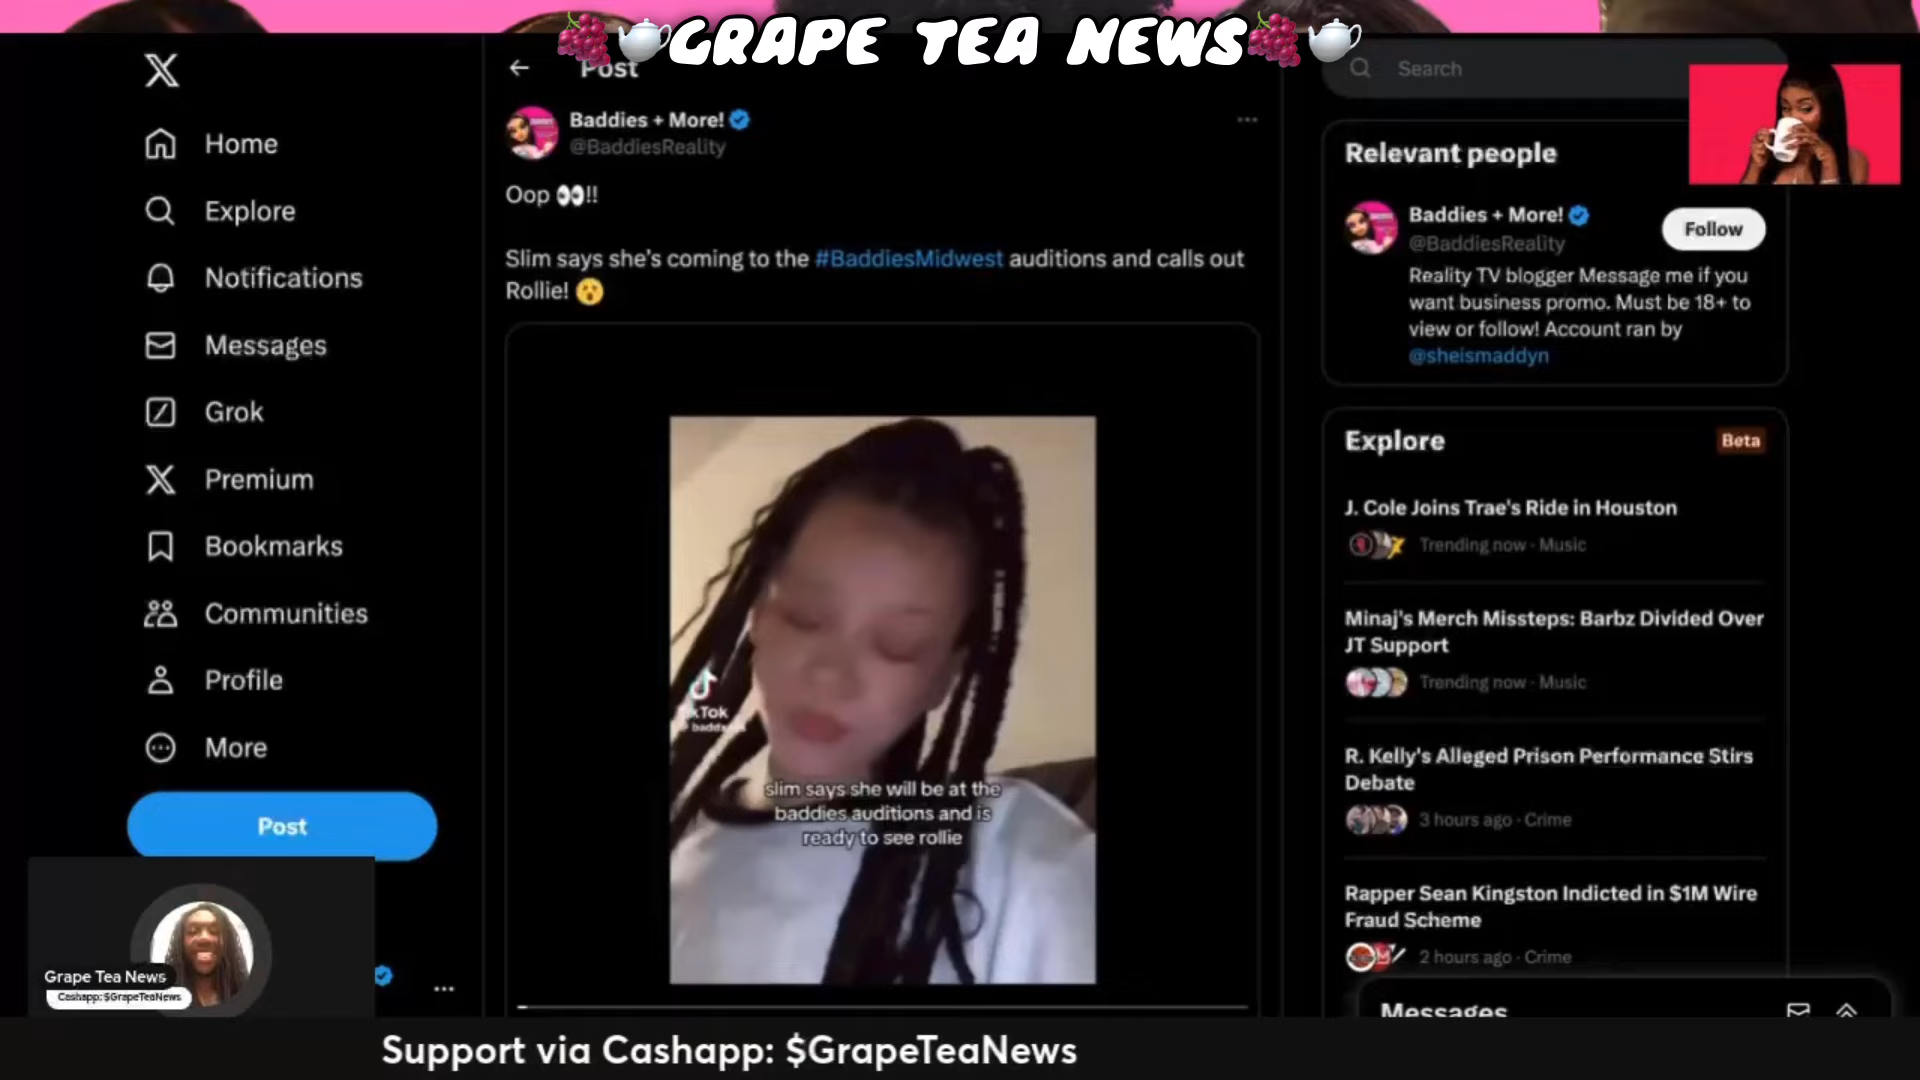 🍇🫖GRAPE TEA NEWS🍇🫖
Post
Search
Home
Explore
Notifications
Messages
Grok
Premium
Bookmarks
Communities
Profile
More
Post
Baddies + More!
@BaddiesReality
Oop 👀!!
Slim says she's coming to the #BaddiesMidwest auditions and calls out
Rollie! 😮
slim says she will be at the
baddies auditions and is
ready to see rollie
Relevant people
Baddies + More!
@BaddiesReality
Follow
Reality TV blogger Message me if you
want business promo. Must be 18+ to
view or follow! Account ran by
@sheismaddyn
Explore
Beta
J. Cole Joins Trae's Ride in Houston
Trending now · Music
Minaj's Merch Missteps: Barbz Divided Over
JT Support
Trending now · Music
R. Kelly's Alleged Prison Performance Stirs
Debate
3 hours ago · Crime
Rapper Sean Kingston Indicted in $1M Wire
Fraud Scheme
2 hours ago · Crime
Messages
Grape Tea News
Cashapp: $GrapeTeaNews
Support via Cashapp: $GrapeTeaNews